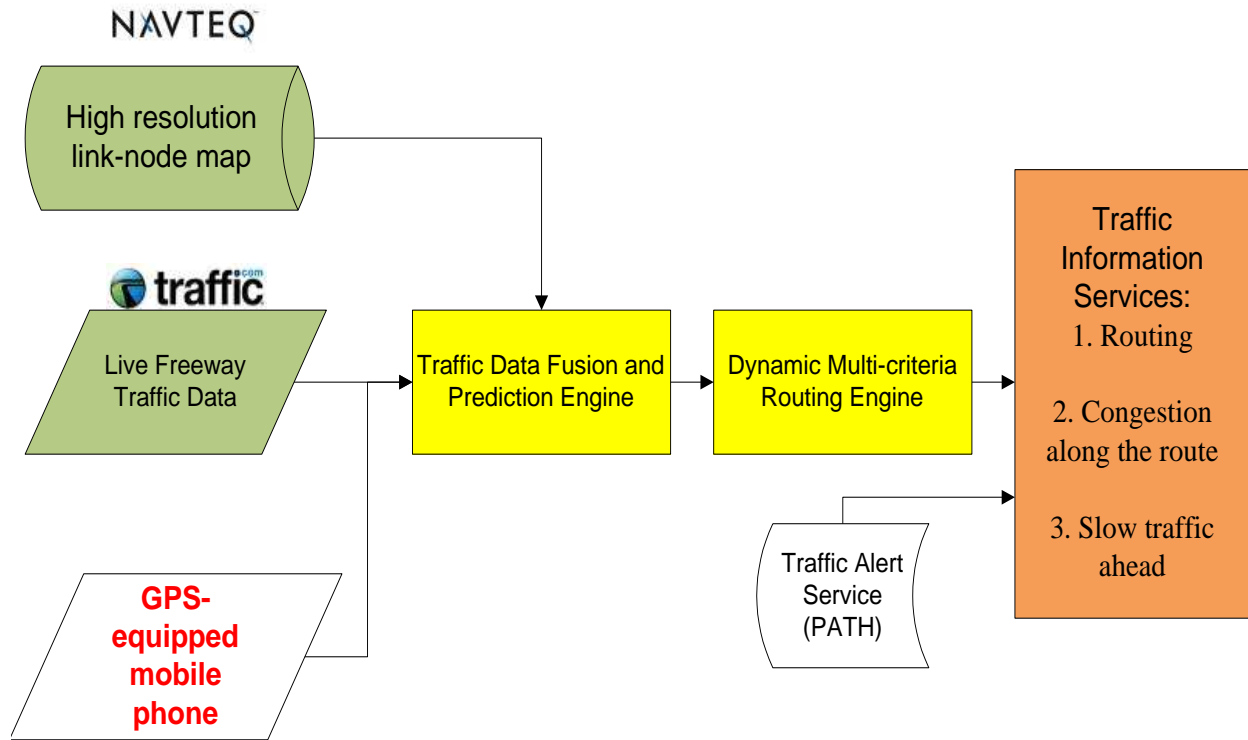 NAVTEQ
High resolution
link-node map
traffic.com
Live Freeway
Traffic Data
GPS-
equipped
mobile
phone
Traffic Data Fusion and
Prediction Engine
Dynamic Multi-criteria
Routing Engine
Traffic Alert
Service
(PATH)
Traffic
Information
Services:
1. Routing
2. Congestion
along the route
3. Slow traffic
ahead